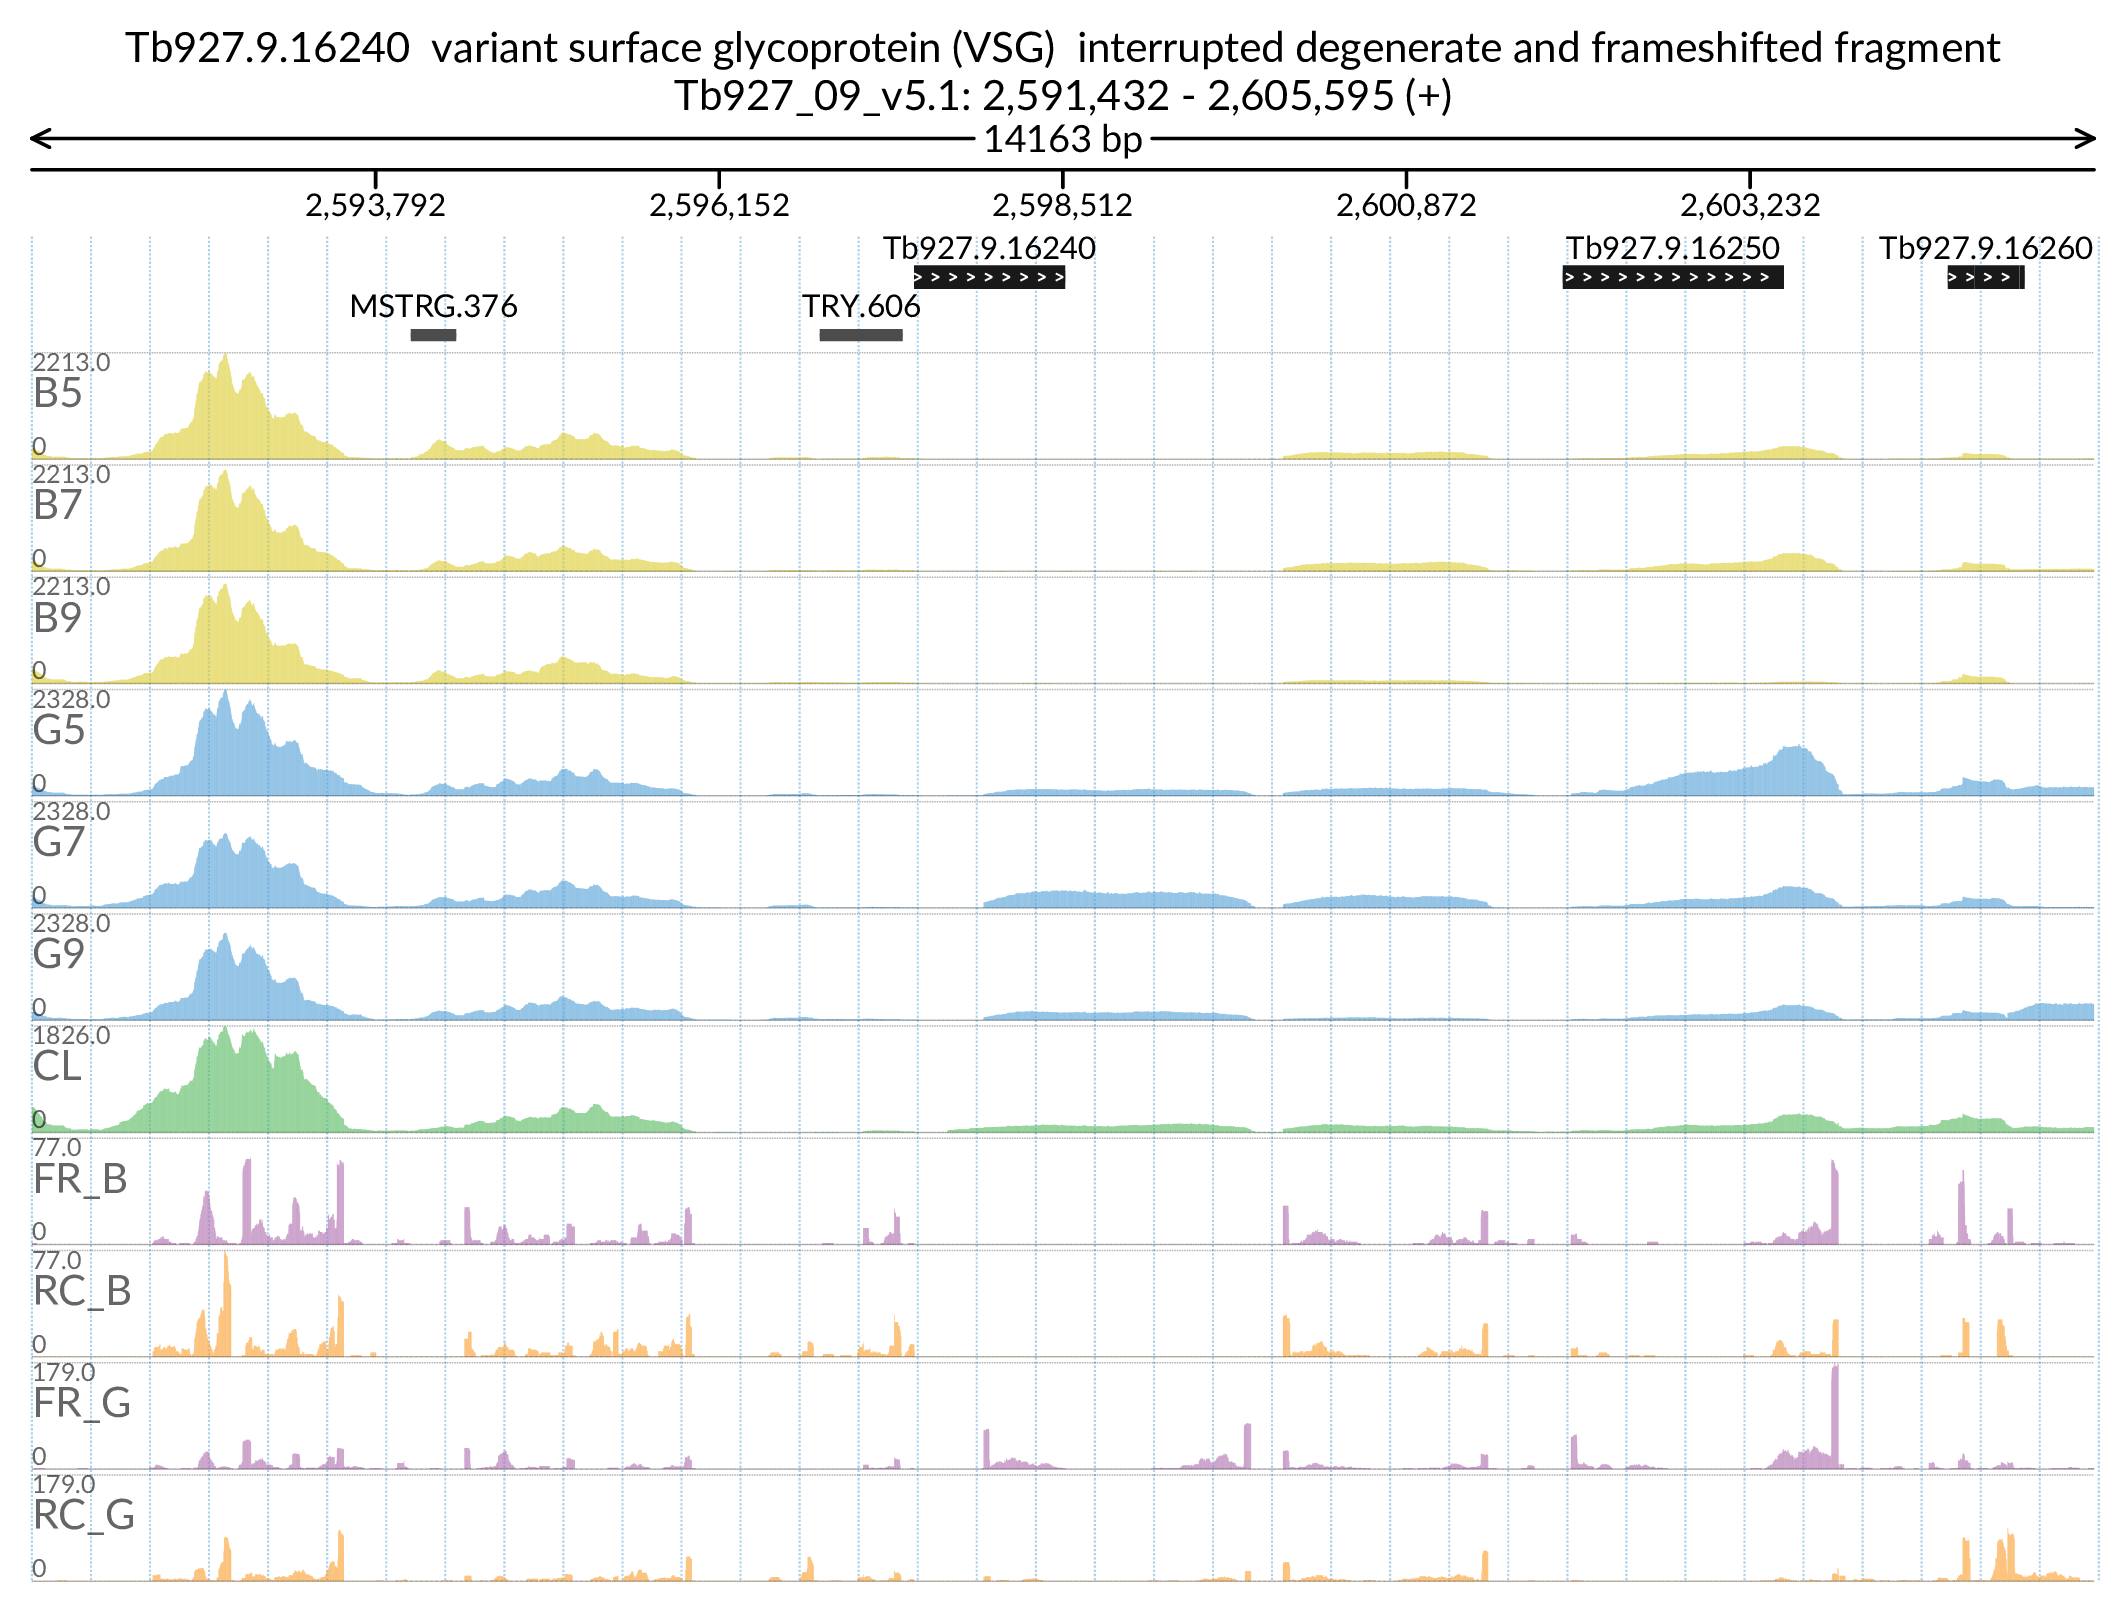 Tb927.9.16240 variant surface glycoprotein (VSG) interrupted degenerate and frameshifted fragment
Tb927_09_v5.1: 2,591,432 - 2,605,595 (+)
14163 bp
2,593,792 2,596,152 2,598,512 2,600,872 2,603,232
Tb927.9.16240 Tb927.9.16250 Tb927.9.16260
MSTRG.376 TRY.606
2213.0
B5
0
2213.0
B7
0
2213.0
B9
0
2328.0
G5
0
2328.0
G7
0
2328.0
G9
0
1826.0
CL
0
77.0
FR_B
0
77.0
RC_B
0
179.0
FR_G
0
179.0
RC_G
0